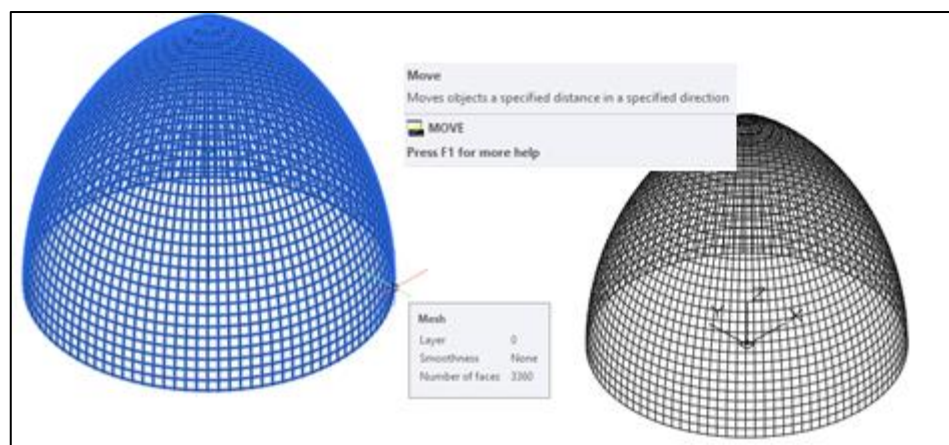 Move
Moves objects a specified distance in a specified direction
MOVE
Press F1 for more help
Mesh
Layer 0
Smoothness None
Number of faces 3360
Z
Y
X